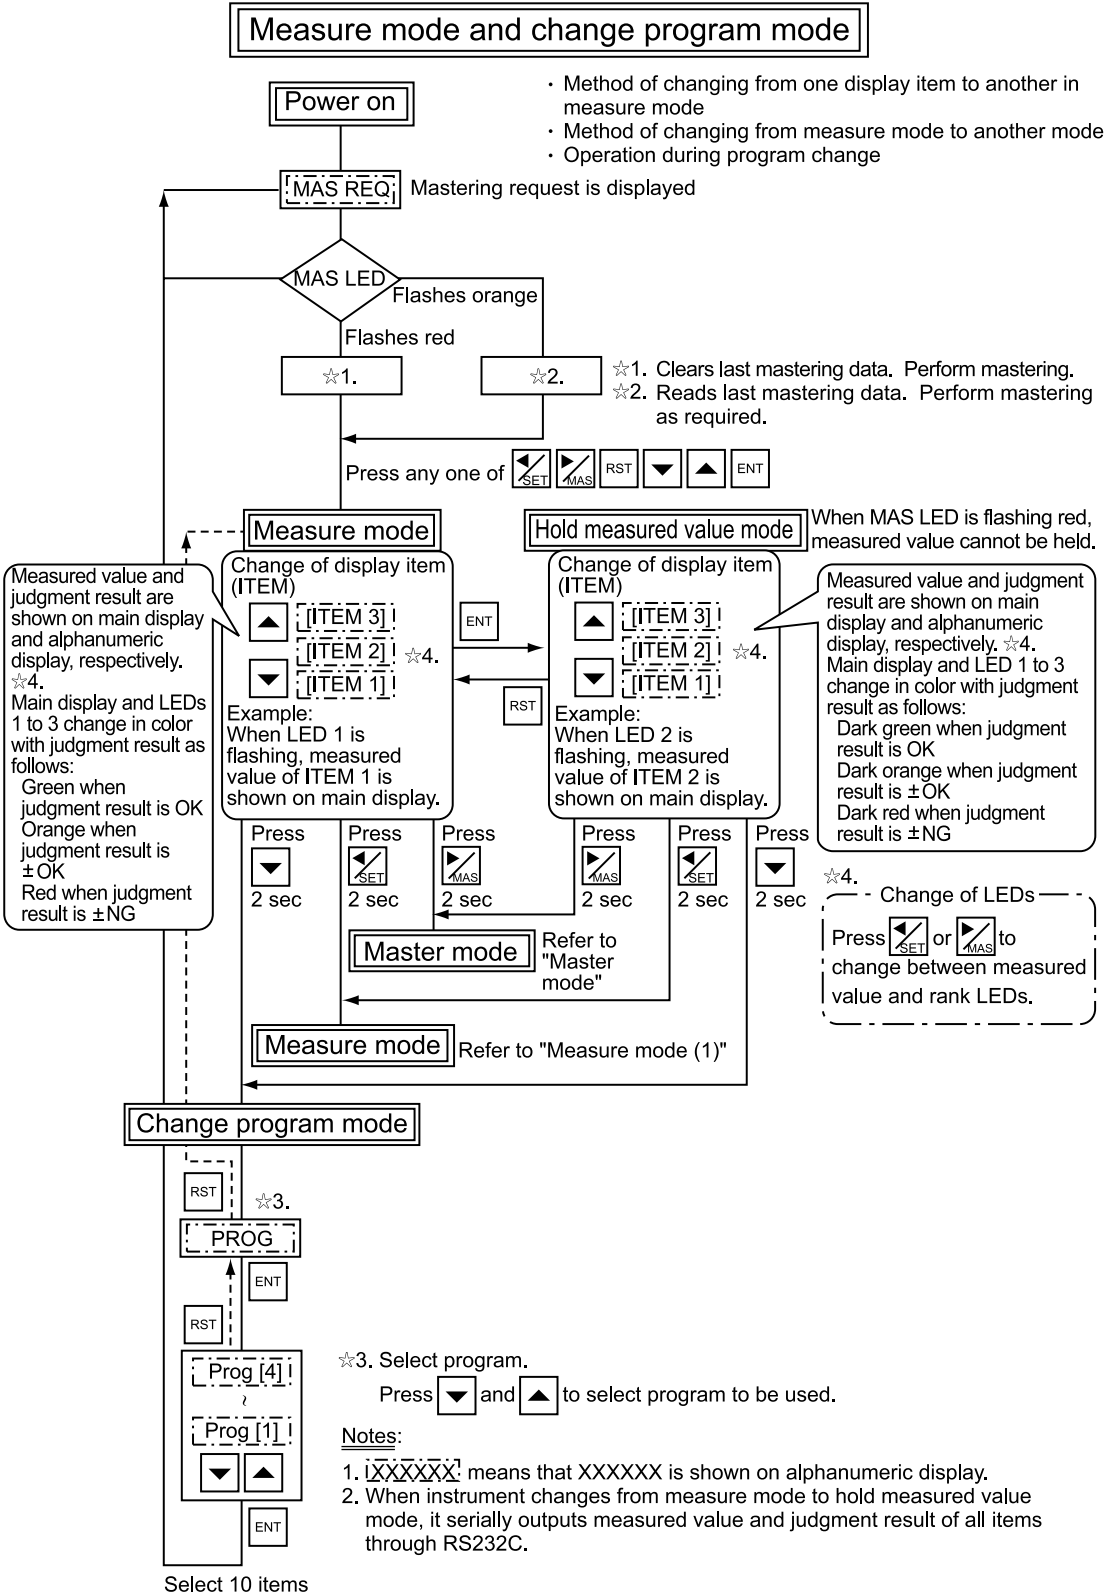 Measure mode and change program mode
· Method of changing from one display item to another in
measure mode
· Method of changing from measure mode to another mode
· Operation during program change
Power on
MAS REQ
Mastering request is displayed
MAS LED
Flashes orange
Flashes red
☆1.
☆2.
☆1. Clears last mastering data. Perform mastering.
☆2. Reads last mastering data. Perform mastering
as required.
Press any one of ◀/SET ▶/MAS RST ▼ ▲ ENT
Measure mode
Hold measured value mode
When MAS LED is flashing red,
measured value cannot be held.
Measured value and
judgment result are
shown on main display
and alphanumeric
display, respectively.
☆4.
Main display and LEDs
1 to 3 change in color
with judgment result as
follows:
Green when
judgment result is OK
Orange when
judgment result is
±OK
Red when judgment
result is ±NG
Change of display item
(ITEM)
▲ [ITEM 3]
[ITEM 2] ☆4.
▼ [ITEM 1]
Example:
When LED 1 is
flashing, measured
value of ITEM 1 is
shown on main display.
ENT
RST
Change of display item
(ITEM)
▲ [ITEM 3]
[ITEM 2] ☆4.
▼ [ITEM 1]
Example:
When LED 2 is
flashing, measured
value of ITEM 2 is
shown on main display.
Measured value and judgment
result are shown on main
display and alphanumeric
display, respectively. ☆4.
Main display and LED 1 to 3
change in color with judgment
result as follows:
Dark green when judgment
result is OK
Dark orange when judgment
result is ±OK
Dark red when judgment
result is ±NG
Press
▼
2 sec
Press
◀/SET
2 sec
Press
▶/MAS
2 sec
Press
▶/MAS
2 sec
Press
◀/SET
2 sec
Press
▼
2 sec
☆4.
Change of LEDs
Press ◀/SET or ▶/MAS to
change between measured
value and rank LEDs.
Master mode
Refer to
"Master
mode"
Measure mode
Refer to "Measure mode (1)"
Change program mode
RST
☆3.
PROG
ENT
RST
Prog [4]
~
Prog [1]
▼ ▲
ENT
Select 10 items
☆3. Select program.
Press ▼ and ▲ to select program to be used.
Notes:
1. XXXXXX means that XXXXXX is shown on alphanumeric display.
2. When instrument changes from measure mode to hold measured value
mode, it serially outputs measured value and judgment result of all items
through RS232C.